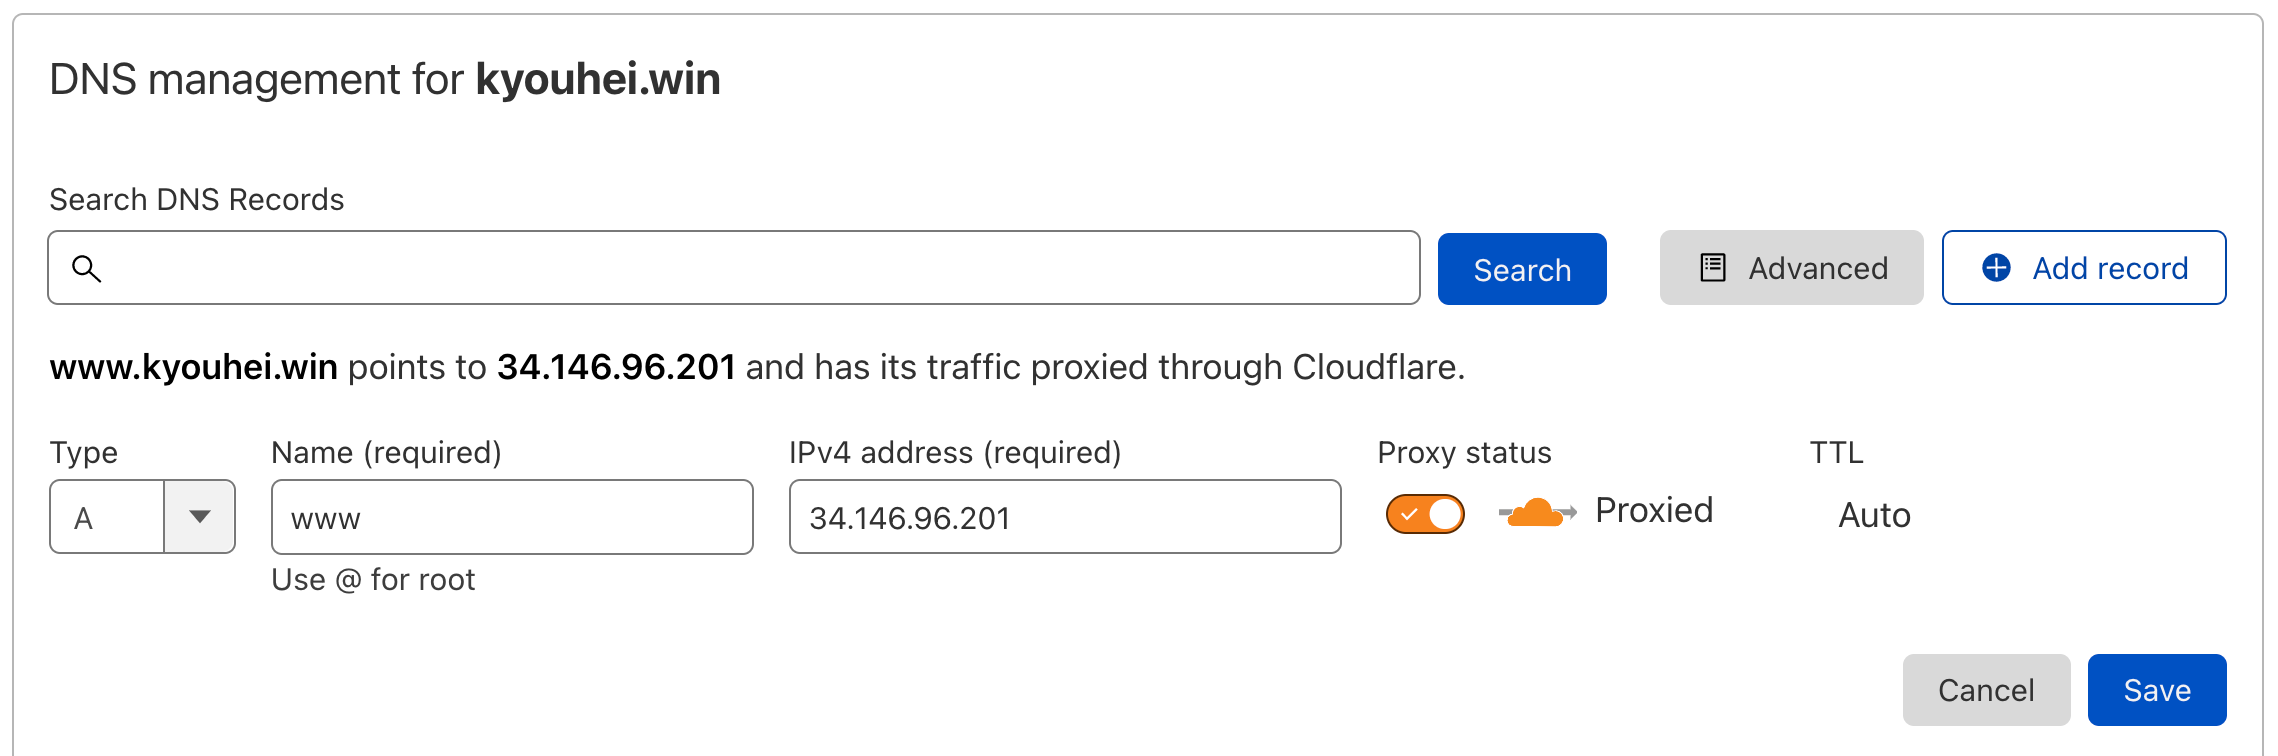 DNS management for kyouhei.win
Search DNS Records
Search
Advanced
Add record
www.kyouhei.win points to 34.146.96.201 and has its traffic proxied through Cloudflare.
Type
Name (required)
IPv4 address (required)
Proxy status
TTL
A
www
34.146.96.201
Proxied
Auto
Use @ for root
Cancel
Save